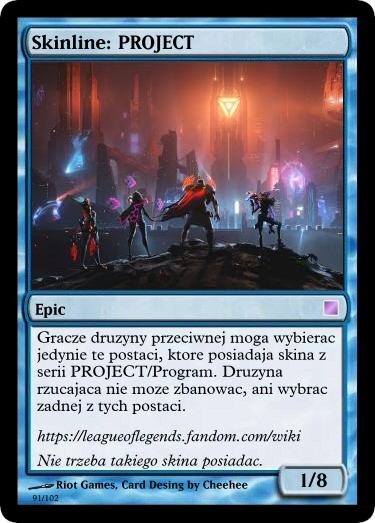 Skinline: PROJECT
Epic
Gracze druzyny przeciwnej moga wybierac
jedynie te postaci, ktore posiadaja skina z
serii PROJECT/Program. Druzyna
rzucajaca nie moze zbanowac, ani wybrac
zadnej z tych postaci.
https://leagueoflegends.fandom.com/wiki
Nie trzeba takiego skina posiadac.
1/8
Riot Games, Card Desing by Cheehee
91/102